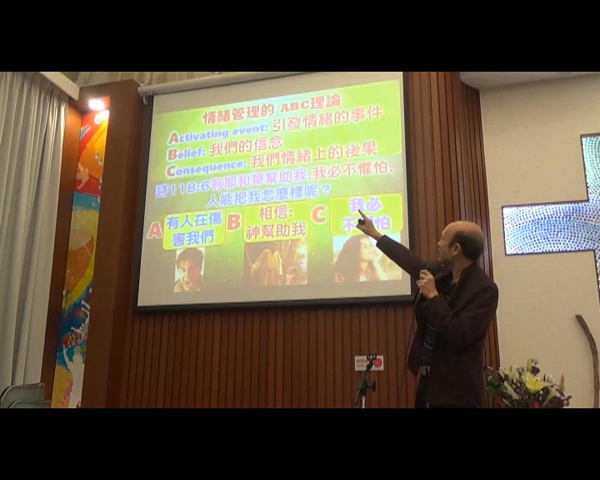 情緒管理的 ABC理論
Activating event: 引發情緒的事件
Belief: 我們的信念
Consequence: 我們情緒上的後果
詩118:6有耶和華幫助我,我必不懼怕,
人能把我怎麼樣呢？
A 有人在傷
害我們
B 相信:
神幫助我
C 我必
不懼怕